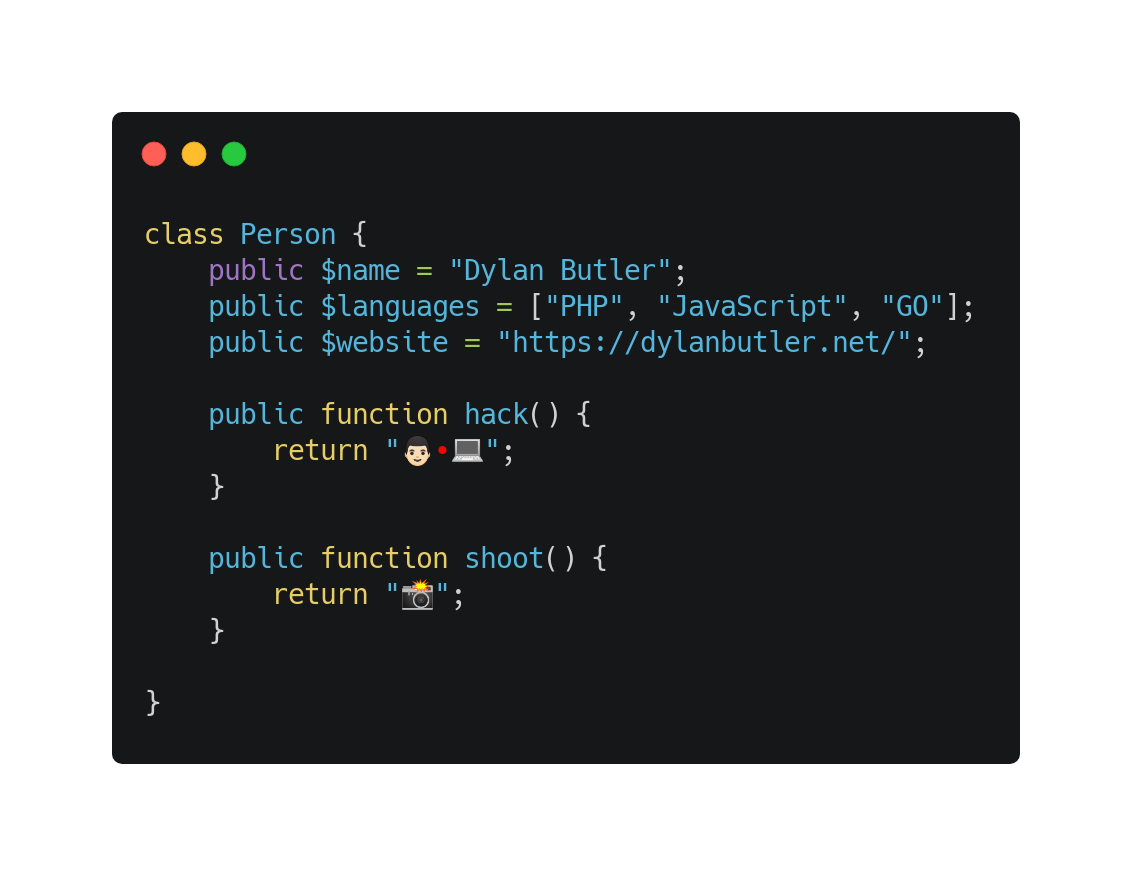 class Person {
    public $name = "Dylan Butler";
    public $languages = ["PHP", "JavaScript", "GO"];
    public $website = "https://dylanbutler.net/";
    public function hack() {
        return "👨🏻•💻";
    }
    public function shoot() {
        return "📸";
    }
}